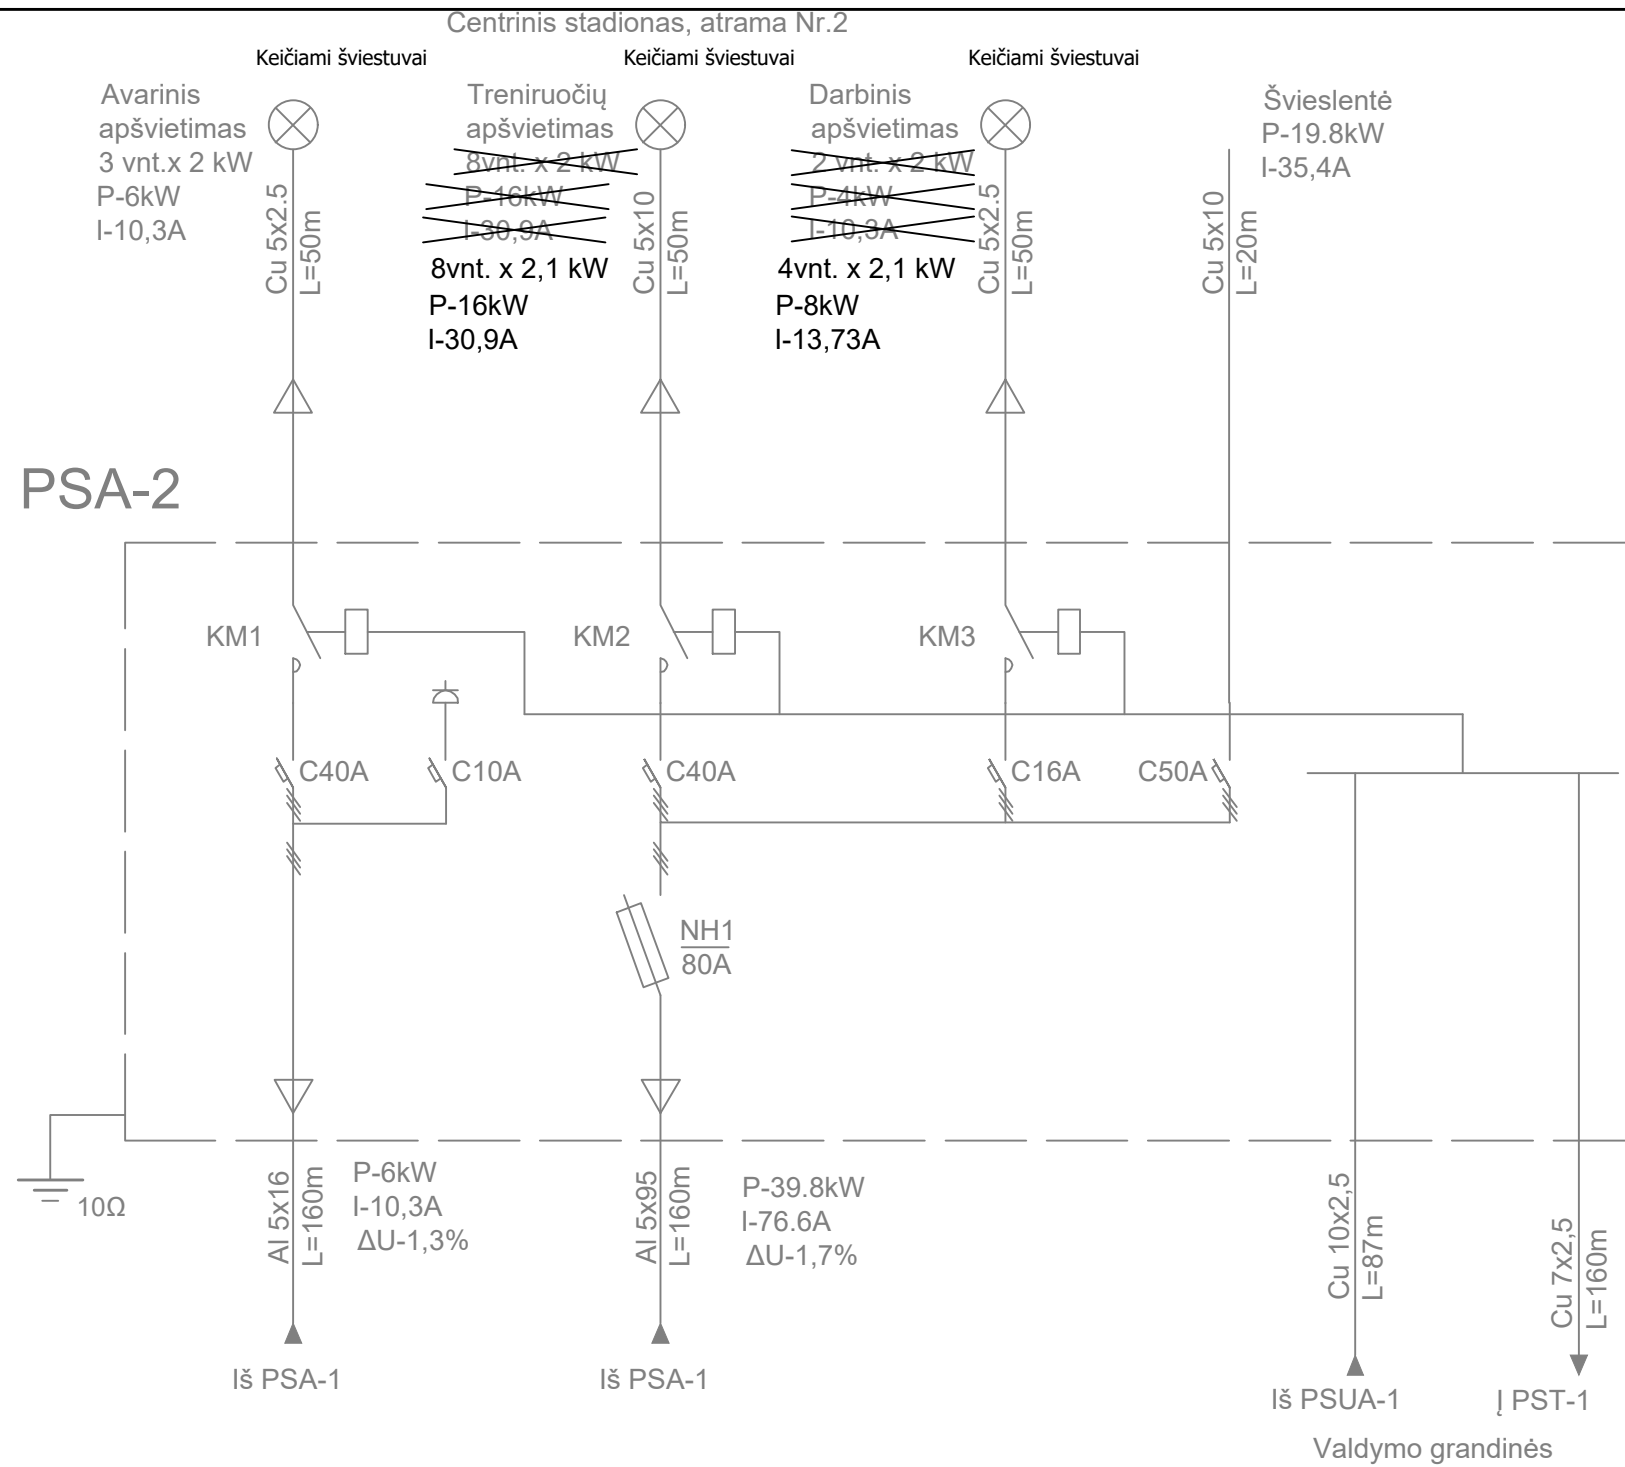 Centrinis stadionas, atrama Nr.2
Keičiami šviestuvai
Keičiami šviestuvai
Keičiami šviestuvai
Avarinis
apšvietimas
3 vnt.x 2 kW
P-6kW
I-10,3A
Cu 5x2.5
L=50m
Treniruočių
apšvietimas
8vnt. x 2 kW
P-16kW
I-30,9A
8vnt. x 2,1 kW
P-16kW
I-30,9A
Cu 5x10
L=50m
Darbinis
apšvietimas
2 vnt. x 2 kW
P-4kW
I-10,3A
4vnt. x 2,1 kW
P-8kW
I-13,73A
Cu 5x2.5
L=50m
Švieslentė
P-19.8kW
I-35,4A
Cu 5x10
L=20m
PSA-2
KM1
KM2
KM3
C40A
C10A
C40A
C16A
C50A
NH1
80A
10Ω
Al 5x16
L=160m
P-6kW
I-10,3A
ΔU-1,3%
Al 5x95
L=160m
P-39.8kW
I-76.6A
ΔU-1,7%
Cu 10x2,5
L=87m
Cu 7x2,5
L=160m
Iš PSA-1
Iš PSA-1
Iš PSUA-1
Į PST-1
Valdymo grandinės